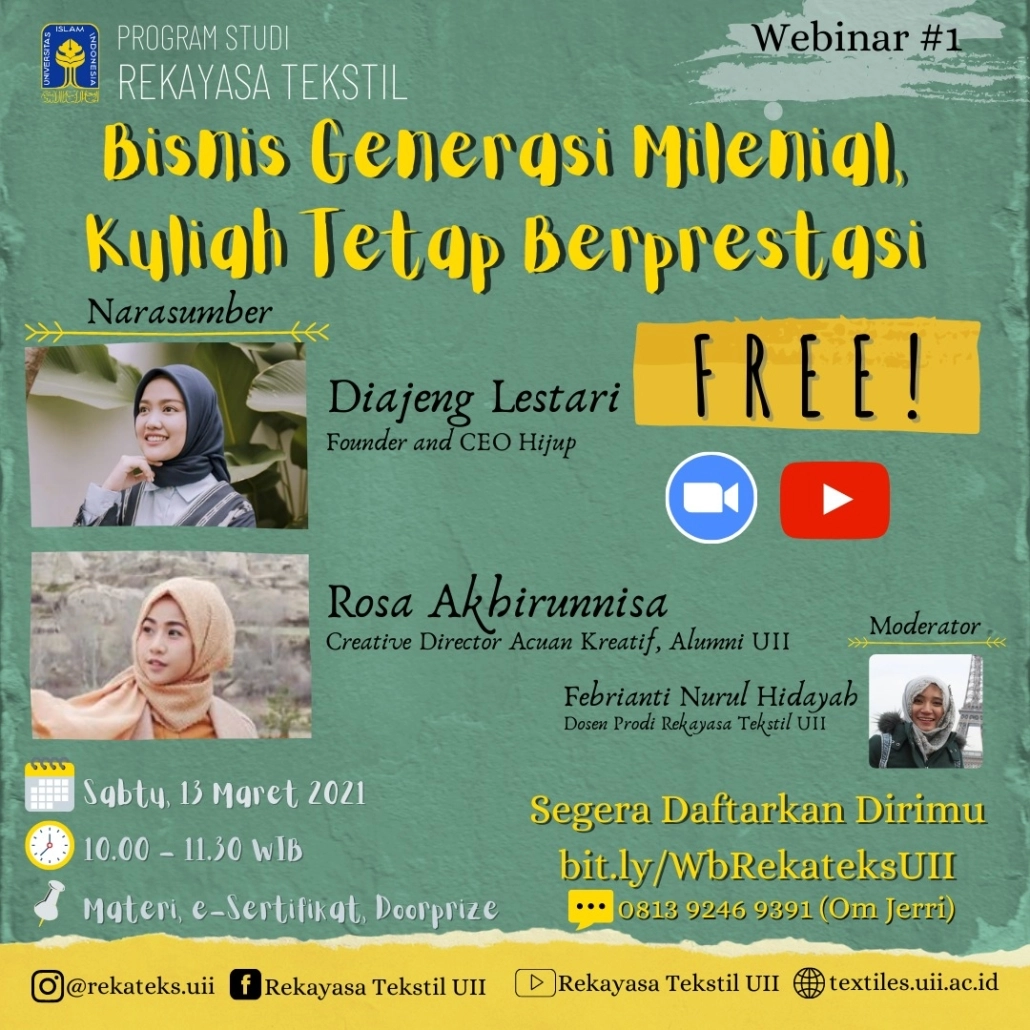 UNIVERSITAS ISLAM INDONESIA
PROGRAM STUDI
REKAYASA TEKSTIL
Webinar #1
Bisnis Generasi Milenial,
Kuliah Tetap Berprestasi
Narasumber
FREE!
Diajeng Lestari
Founder and CEO Hijup
Rosa Akhirunnisa
Creative Director Acuan Kreatif, Alumni UII
Moderator
Febrianti Nurul Hidayah
Dosen Prodi Rekayasa Tekstil UII
Sabtu, 13 Maret 2021
10.00 - 11.30 WIB
Materi, e-Sertifikat, Doorprize
Segera Daftarkan Dirimu
bit.ly/WbRekateksUII
0813 9246 9391 (Om Jerri)
@rekateks.uii
Rekayasa Tekstil UII
Rekayasa Tekstil UII
textiles.uii.ac.id